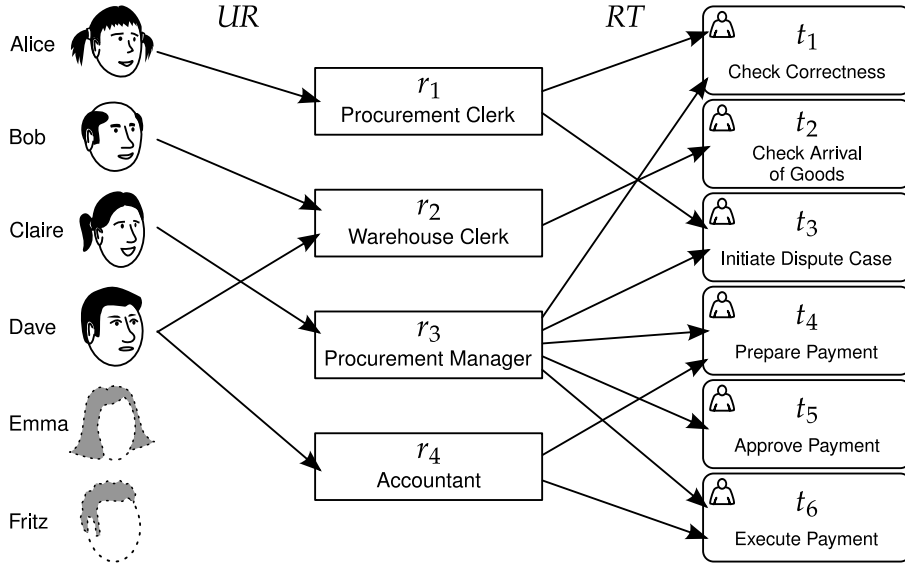 UR
RT
Alice
Bob
Claire
Dave
Emma
Fritz
r1
Procurement Clerk
r2
Warehouse Clerk
r3
Procurement Manager
r4
Accountant
t1
Check Correctness
t2
Check Arrival
of Goods
t3
Initiate Dispute Case
t4
Prepare Payment
t5
Approve Payment
t6
Execute Payment